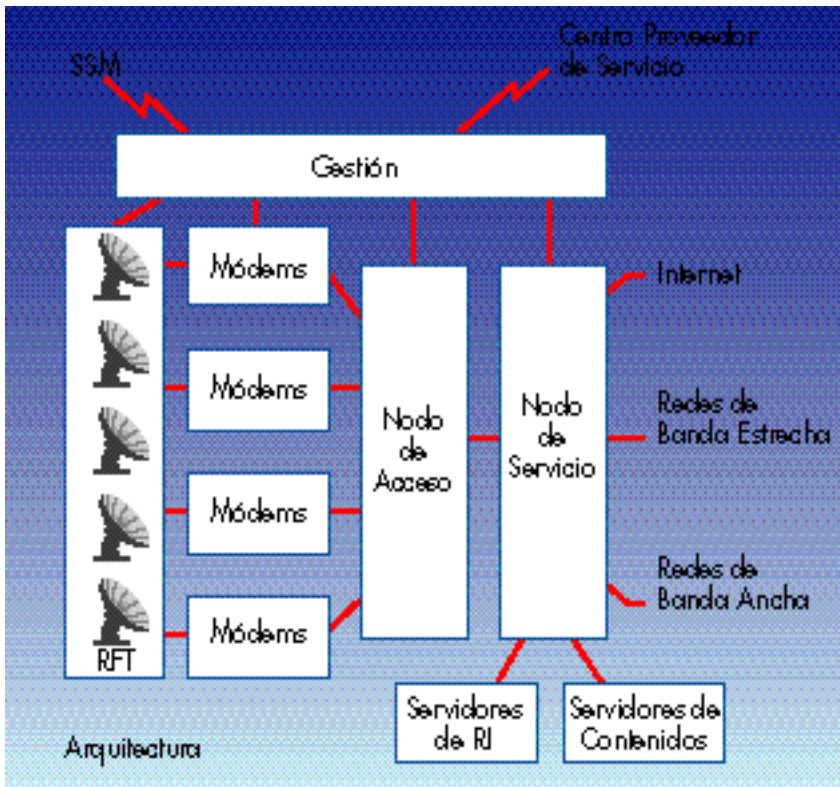 SSM
Centro Proveedor
de Servicio
Gestión
Módems
Módems
Módems
Módems
RFT
Nodo
de
Acceso
Nodo
de
Servicio
Internet
Redes de
Banda Estrecha
Redes de
Banda Ancha
Servidores
de RI
Servidores de
Contenidos
Arquitectura